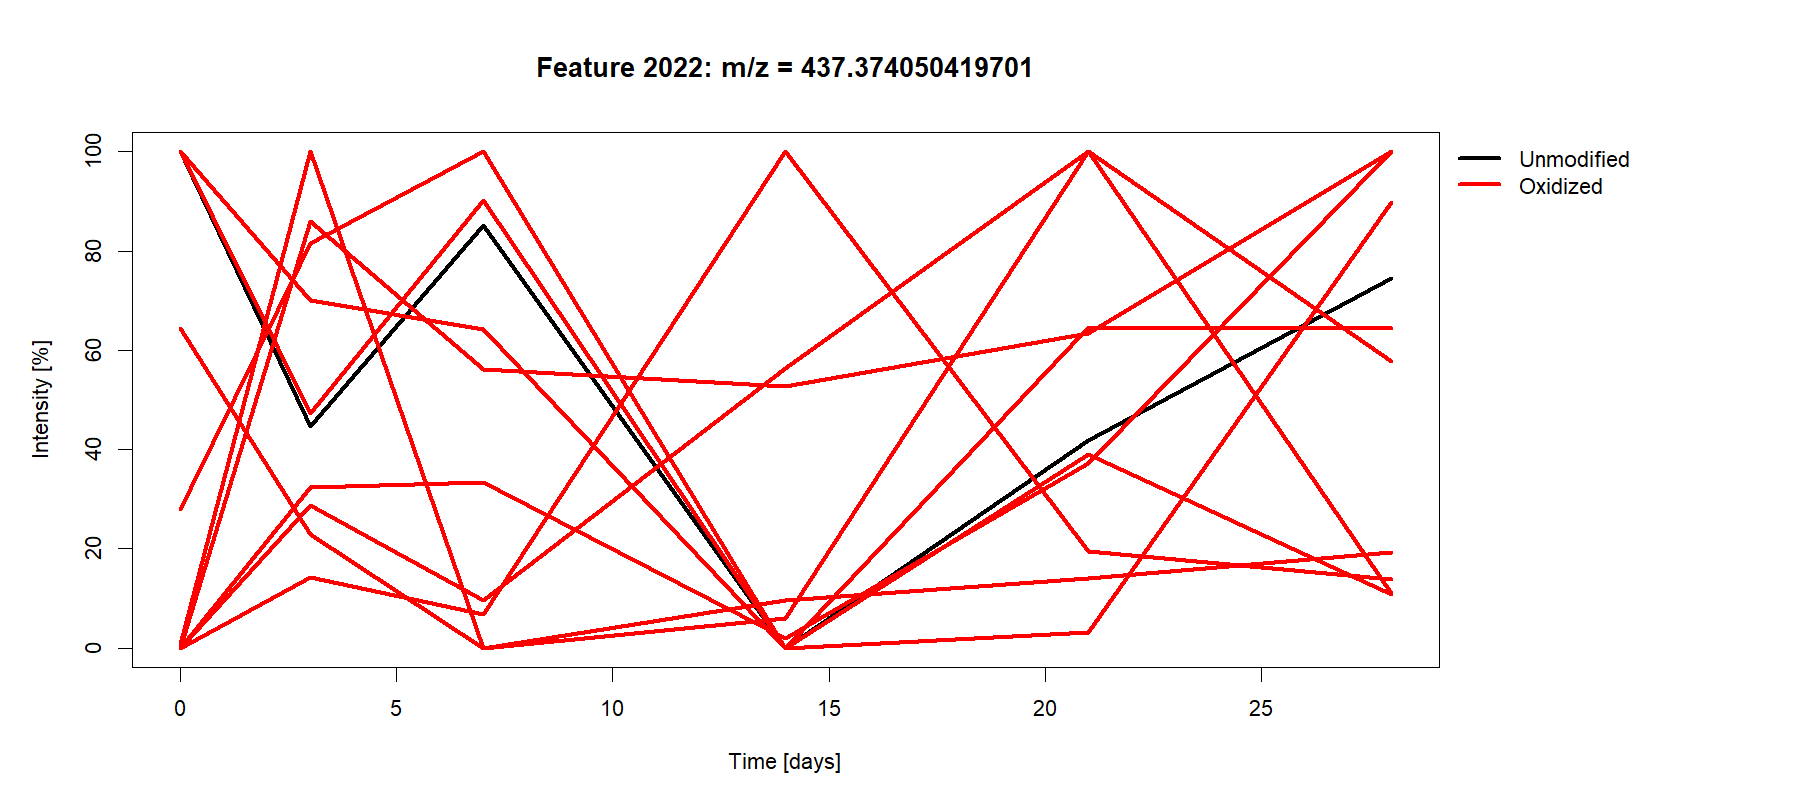 Feature 2022: m/z = 437.374050419701
Unmodified
Oxidized
Intensity [%]
100
80
60
40
20
0
0 5 10 15 20 25
Time [days]